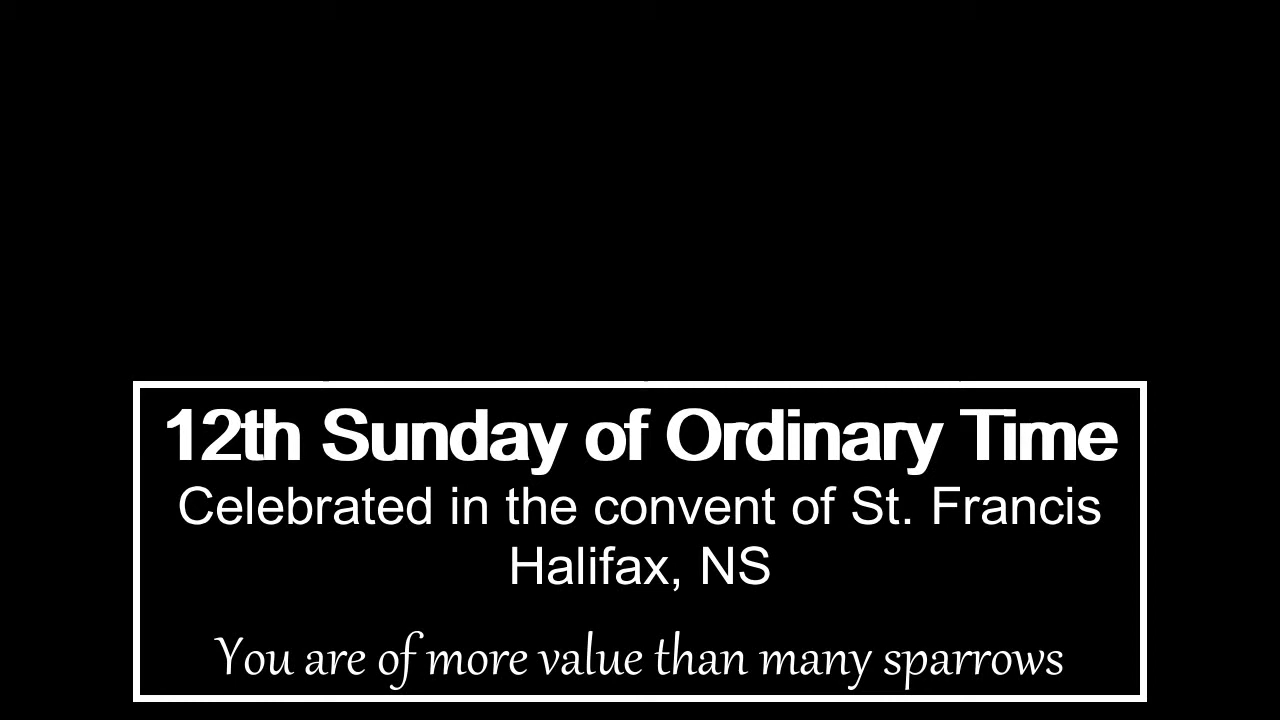 12th Sunday of Ordinary Time
Celebrated in the convent of St. Francis
Halifax, NS
You are of more value than many sparrows